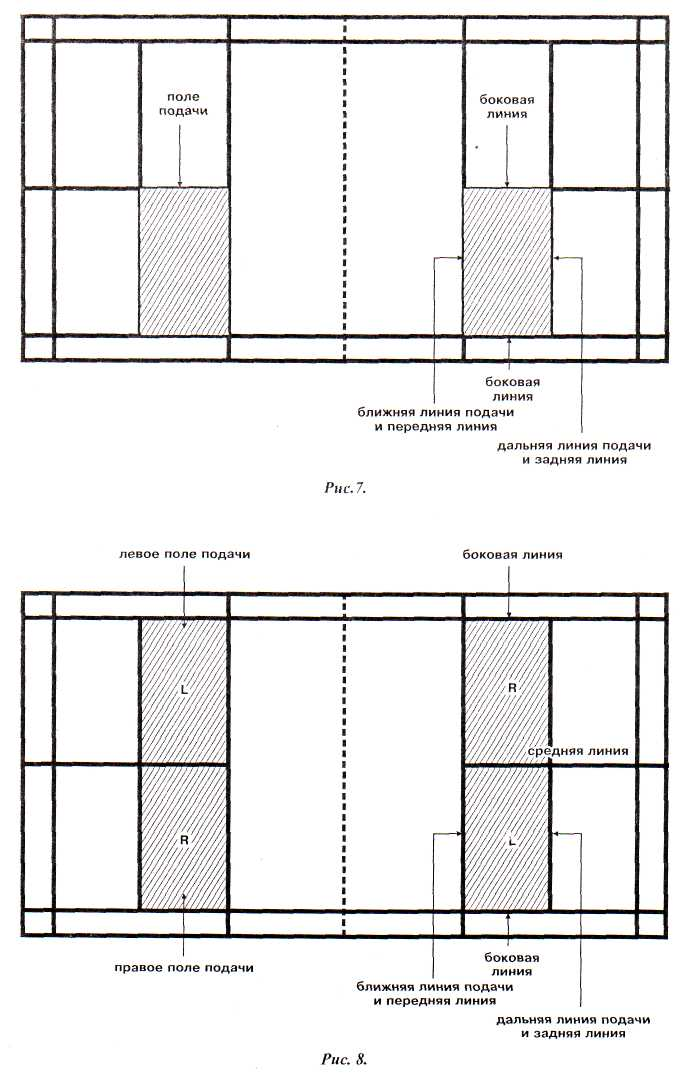 поле
подачи
боковая
линия
боковая
линия
ближняя линия подачи
и передняя линия
дальняя линия подачи
и задняя линия
Рис.7.
левое поле подачи
боковая линия
L
R
средняя линия
R
L
правое поле подачи
боковая
линия
ближняя линия подачи
и передняя линия
дальняя линия подачи
и задняя линия
Рис. 8.